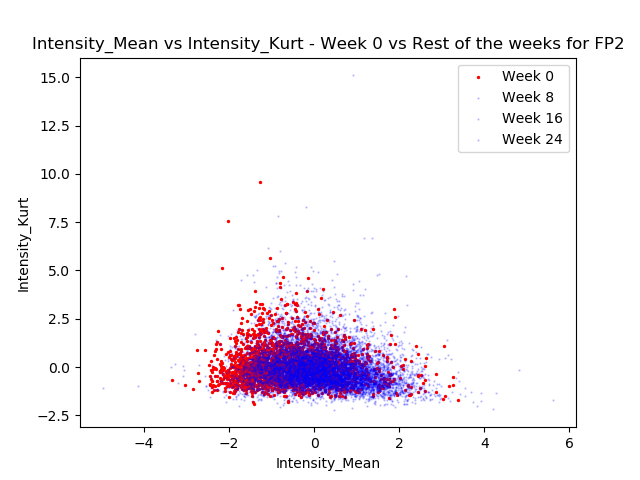 Intensity_Mean vs Intensity_Kurt - Week 0 vs Rest of the weeks for FP2
Week 0
Week 8
Week 16
Week 24
15.0
12.5
10.0
7.5
5.0
2.5
0.0
−2.5
Intensity_Kurt
−4
−2
0
2
4
6
Intensity_Mean